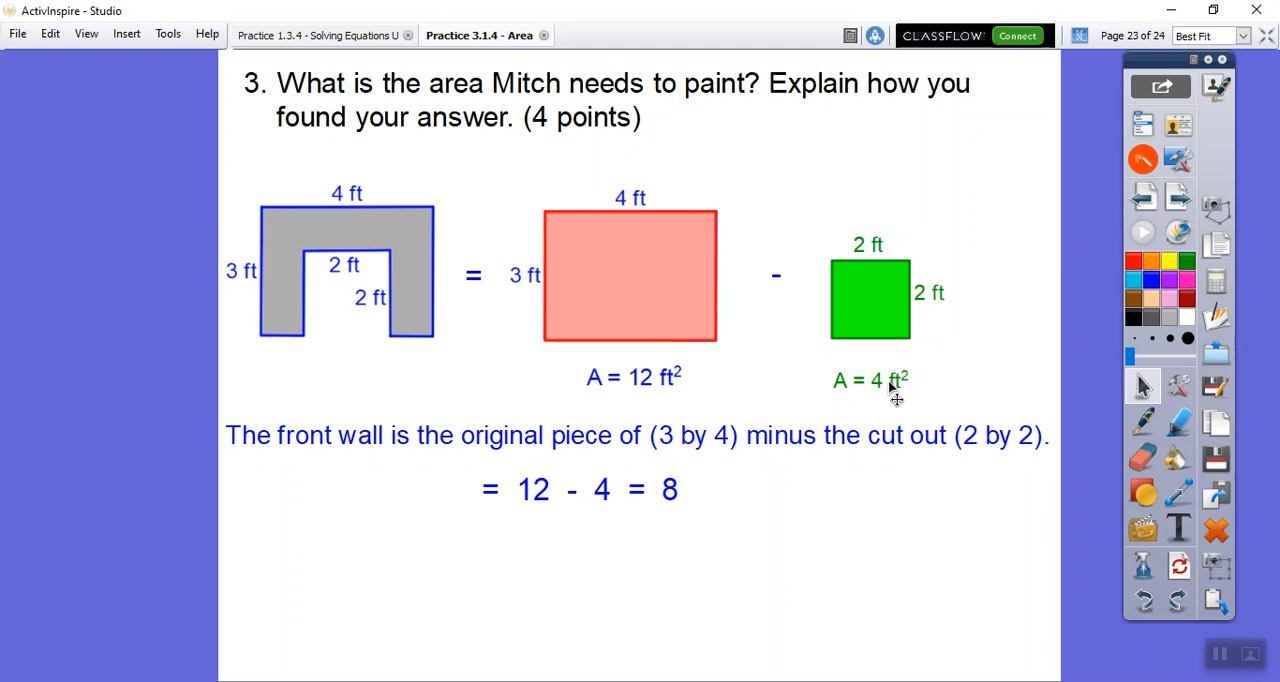 ActivInspire - Studio
File Edit View Insert Tools Help
Practice 1.3.4 - Solving Equations U
Practice 3.1.4 - Area
CLASSFLOW Connect
Page 23 of 24
Best Fit
3. What is the area Mitch needs to paint? Explain how you
found your answer. (4 points)
4 ft
3 ft
2 ft
2 ft
=
4 ft
3 ft
-
2 ft
2 ft
A = 12 ft²
A = 4 ft²
The front wall is the original piece of (3 by 4) minus the cut out (2 by 2).
= 12 - 4 = 8